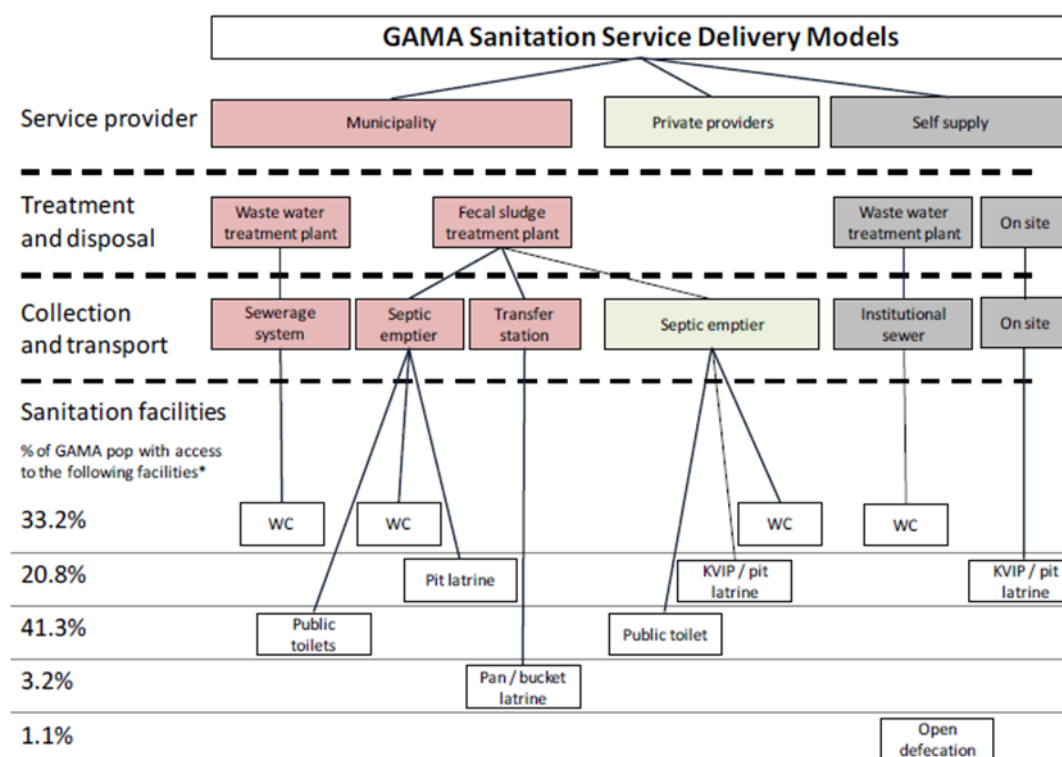 GAMA Sanitation Service Delivery Models
Service provider
Municipality
Private providers
Self supply
Treatment
and disposal
Waste water
treatment plant
Fecal sludge
treatment plant
Waste water
treatment plant
On site
Collection
and transport
Sewerage
system
Septic
emptier
Transfer
station
Septic emptier
Institutional
sewer
On site
Sanitation facilities
% of GAMA pop with access
to the following facilities*
33.2%
WC
WC
WC
WC
20.8%
Pit latrine
KVIP / pit
latrine
KVIP / pit
latrine
41.3%
Public
toilets
Public toilet
3.2%
Pan / bucket
latrine
1.1%
Open
defecation